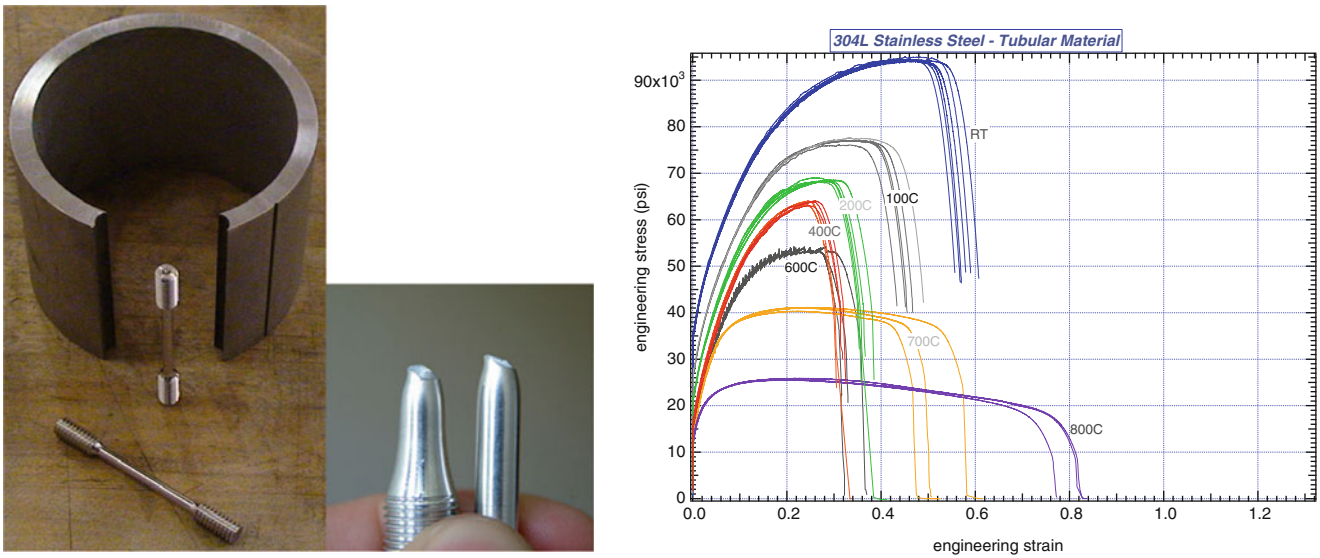 304L Stainless Steel - Tubular Material
90x10³
80
70
60
50
40
30
20
10
0
engineering stress (psi)
RT
100C
200C
400C
600C
700C
800C
0.0
0.2
0.4
0.6
0.8
1.0
1.2
engineering strain